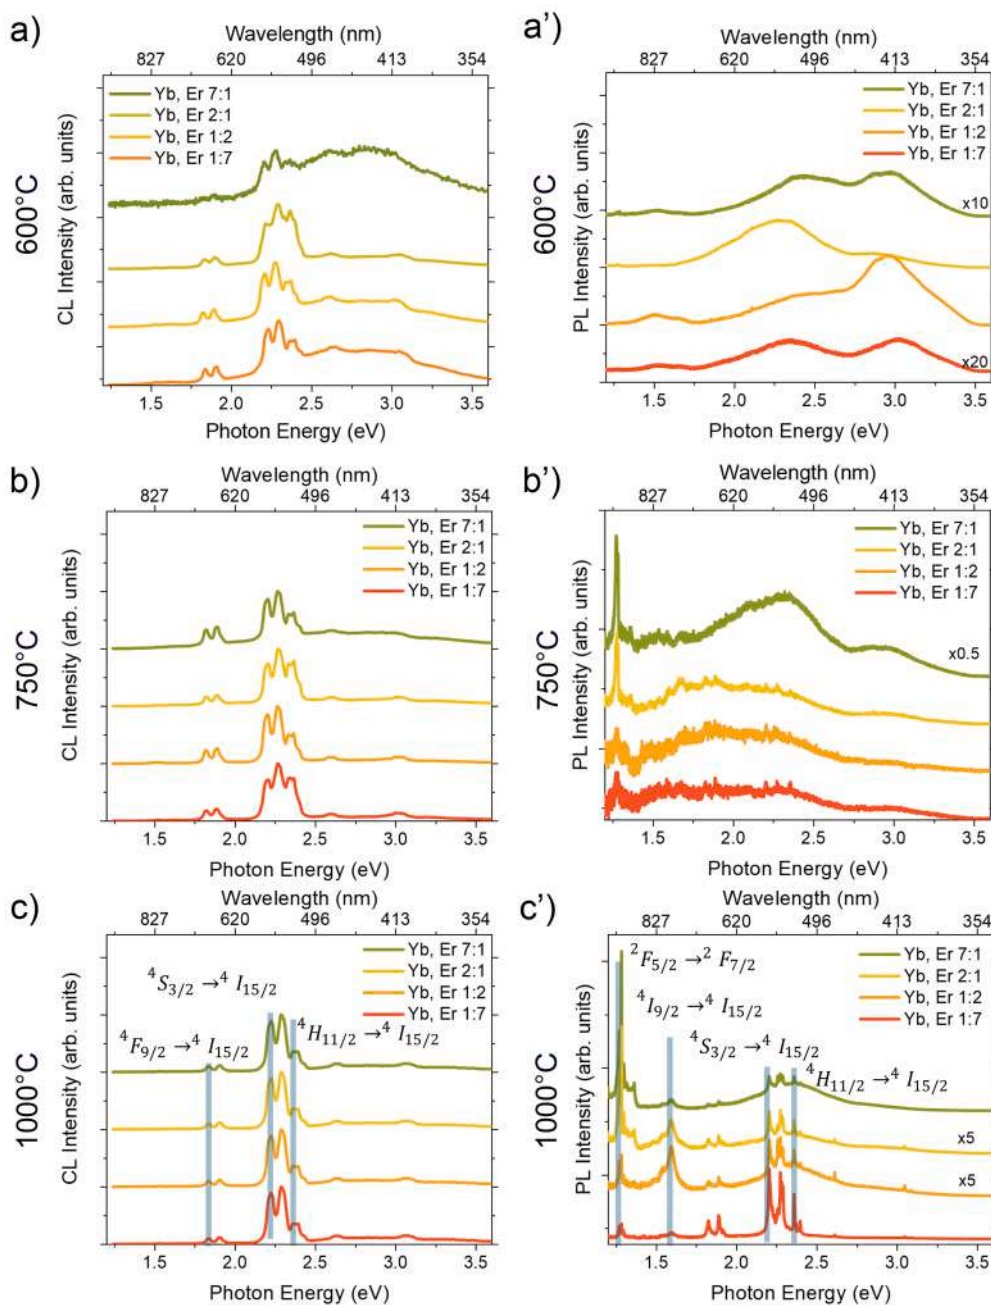 a)
Wavelength (nm)
827 620 496 413 354
Yb, Er 7:1
Yb, Er 2:1
Yb, Er 1:2
Yb, Er 1:7
600°C
CL Intensity (arb. units)
1.5 2.0 2.5 3.0 3.5
Photon Energy (eV)
a')
Wavelength (nm)
827 620 496 413 354
Yb, Er 7:1
Yb, Er 2:1
Yb, Er 1:2
Yb, Er 1:7
x10
x20
600°C
PL Intensity (arb. units)
1.5 2.0 2.5 3.0 3.5
Photon Energy (eV)
b)
Wavelength (nm)
827 620 496 413 354
Yb, Er 7:1
Yb, Er 2:1
Yb, Er 1:2
Yb, Er 1:7
750°C
CL Intensity (arb. units)
1.5 2.0 2.5 3.0 3.5
Photon Energy (eV)
b')
Wavelength (nm)
827 620 496 413 354
Yb, Er 7:1
Yb, Er 2:1
Yb, Er 1:2
Yb, Er 1:7
x0.5
750°C
PL Intensity (arb. units)
1.5 2.0 2.5 3.0 3.5
Photon Energy (eV)
c)
Wavelength (nm)
827 620 496 413 354
Yb, Er 7:1
Yb, Er 2:1
Yb, Er 1:2
Yb, Er 1:7
⁴S₃/₂→⁴ I₁₅/₂
⁴F₉/₂→⁴ I₁₅/₂
⁴H₁₁/₂→⁴ I₁₅/₂
1000°C
CL Intensity (arb. units)
1.5 2.0 2.5 3.0 3.5
Photon Energy (eV)
c')
Wavelength (nm)
827 620 496 413 354
Yb, Er 7:1
Yb, Er 2:1
Yb, Er 1:2
Yb, Er 1:7
²F₅/₂→² F₇/₂
⁴I₉/₂→⁴ I₁₅/₂
⁴S₃/₂→⁴ I₁₅/₂
⁴H₁₁/₂→⁴ I₁₅/₂
x5
x5
1000°C
PL Intensity (arb. units)
1.5 2.0 2.5 3.0 3.5
Photon Energy (eV)